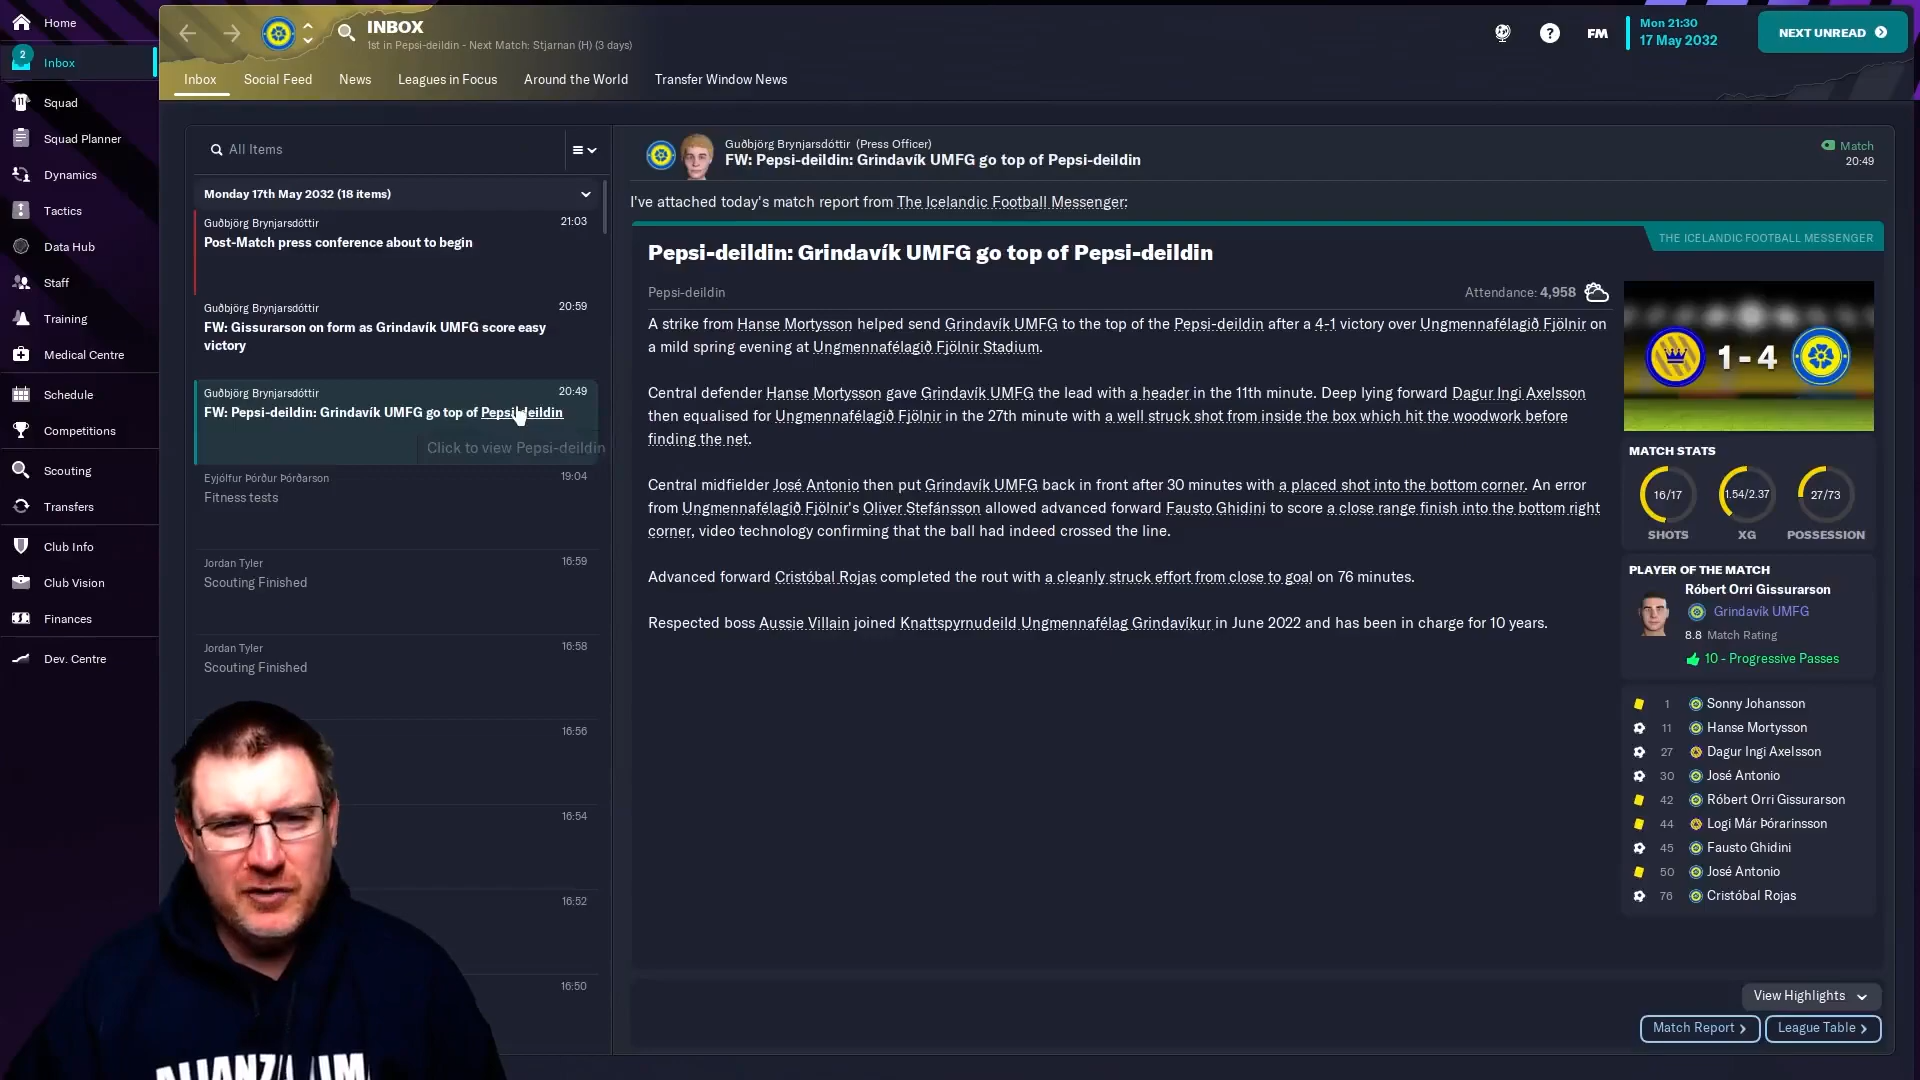 Home
2
Inbox
Squad
Squad Planner
Dynamics
Tactics
Data Hub
Staff
Training
Medical Centre
Schedule
Competitions
Scouting
Transfers
Club Info
Club Vision
Finances
Dev. Centre
INBOX
1st in Pepsi-deildin - Next Match: Stjarnan (H) (3 days)
FM
Mon 21:30
17 May 2032
NEXT UNREAD
Inbox
Social Feed
News
Leagues in Focus
Around the World
Transfer Window News
All Items
Monday 17th May 2032 (18 items)
Guðbjörg Brynjarsdóttir 21:03
Post-Match press conference about to begin
Guðbjörg Brynjarsdóttir 20:59
FW: Gissurarson on form as Grindavík UMFG score easy
victory
Guðbjörg Brynjarsdóttir 20:49
FW: Pepsi-deildin: Grindavík UMFG go top of Pepsi-deildin
Click to view Pepsi-deildin
Eyjólfur Þórður Þórðarson 19:04
Fitness tests
Jordan Tyler 16:59
Scouting Finished
Jordan Tyler 16:58
Scouting Finished
16:56
16:54
16:52
16:50
Guðbjörg Brynjarsdóttir (Press Officer)
FW: Pepsi-deildin: Grindavík UMFG go top of Pepsi-deildin
Match
20:49
I've attached today's match report from The Icelandic Football Messenger:
THE ICELANDIC FOOTBALL MESSENGER
Pepsi-deildin: Grindavík UMFG go top of Pepsi-deildin
Pepsi-deildin Attendance: 4,958
A strike from Hanse Mortysson helped send Grindavík UMFG to the top of the Pepsi-deildin after a 4-1 victory over Ungmennafélagið Fjölnir on
a mild spring evening at Ungmennafélagið Fjölnir Stadium.
Central defender Hanse Mortysson gave Grindavík UMFG the lead with a header in the 11th minute. Deep lying forward Dagur Ingi Axelsson
then equalised for Ungmennafélagið Fjölnir in the 27th minute with a well struck shot from inside the box which hit the woodwork before
finding the net.
Central midfielder José Antonio then put Grindavík UMFG back in front after 30 minutes with a placed shot into the bottom corner. An error
from Ungmennafélagið Fjölnir's Oliver Stefánsson allowed advanced forward Fausto Ghidini to score a close range finish into the bottom right
corner, video technology confirming that the ball had indeed crossed the line.
Advanced forward Cristóbal Rojas completed the rout with a cleanly struck effort from close to goal on 76 minutes.
Respected boss Aussie Villain joined Knattspyrnudeild Ungmennafélag Grindavíkur in June 2022 and has been in charge for 10 years.
1 - 4
MATCH STATS
16/17
1.54/2.37
27/73
SHOTS
XG
POSSESSION
PLAYER OF THE MATCH
Róbert Orri Gissurarson
Grindavík UMFG
8.8 Match Rating
10 - Progressive Passes
1 Sonny Johansson
11 Hanse Mortysson
27 Dagur Ingi Axelsson
30 José Antonio
42 Róbert Orri Gissurarson
44 Logi Már Þórarinsson
45 Fausto Ghidini
50 José Antonio
76 Cristóbal Rojas
View Highlights
Match Report
League Table